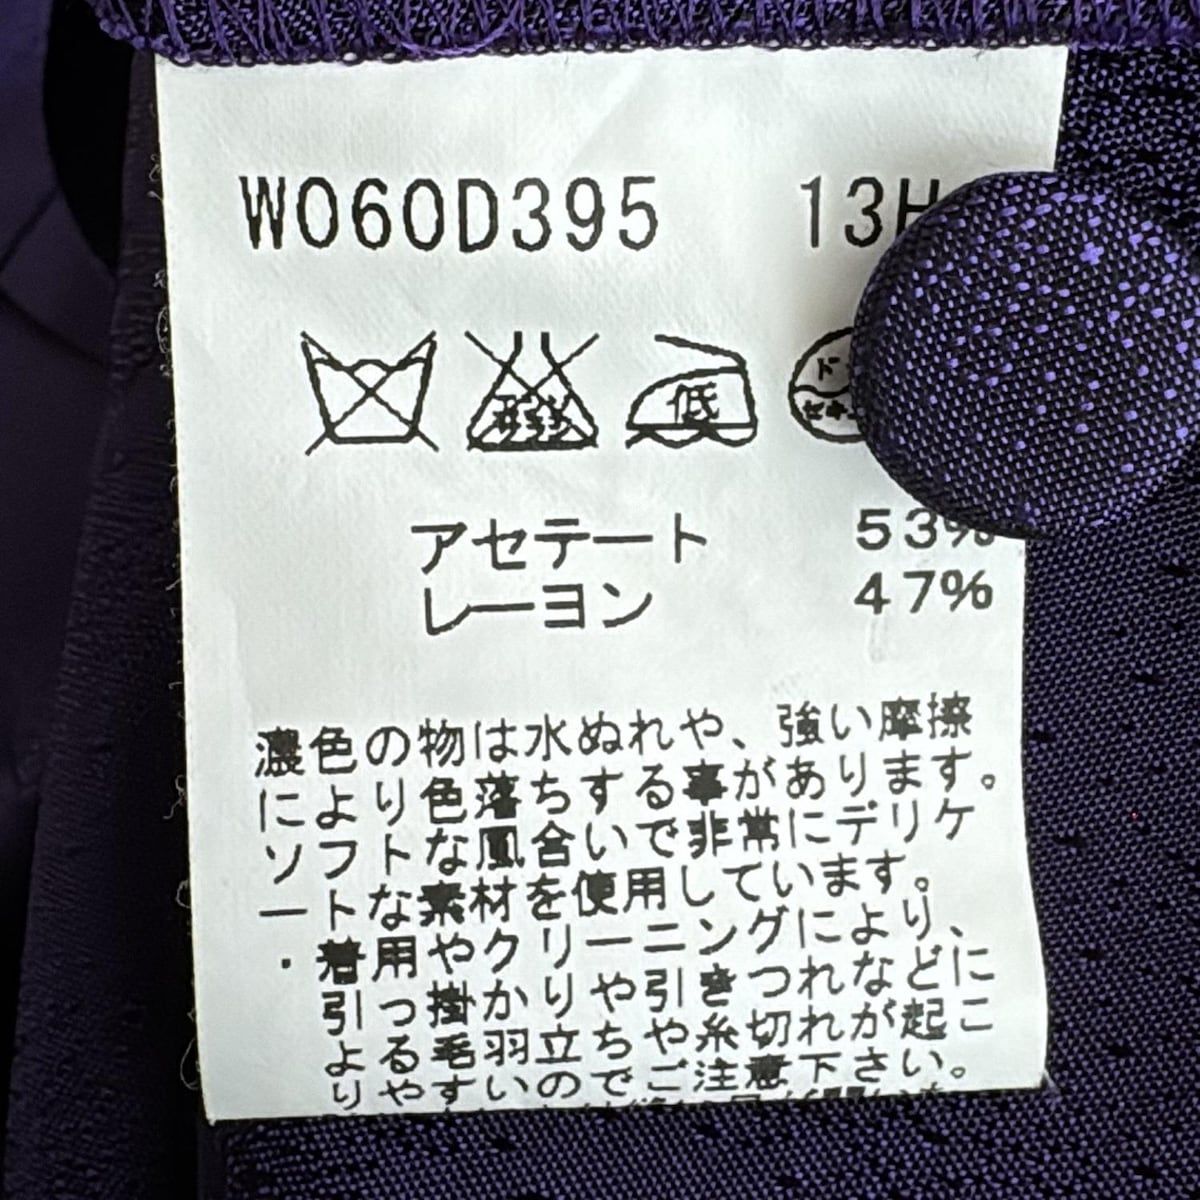 W060D395 13H
低
ド
セキユ
アセテート 53%
レーヨン 47%
濃色の物は水ぬれや、強い摩擦
により色落ちする事があります。
ソフトな風合いで非常にデリケ
ートな素材を使用しています。
・着用やクリーニングにより、
引っ掛かりや引きつれなどに
よる毛羽立ちや糸切れが起こ
りやすいのでご注意下さい。